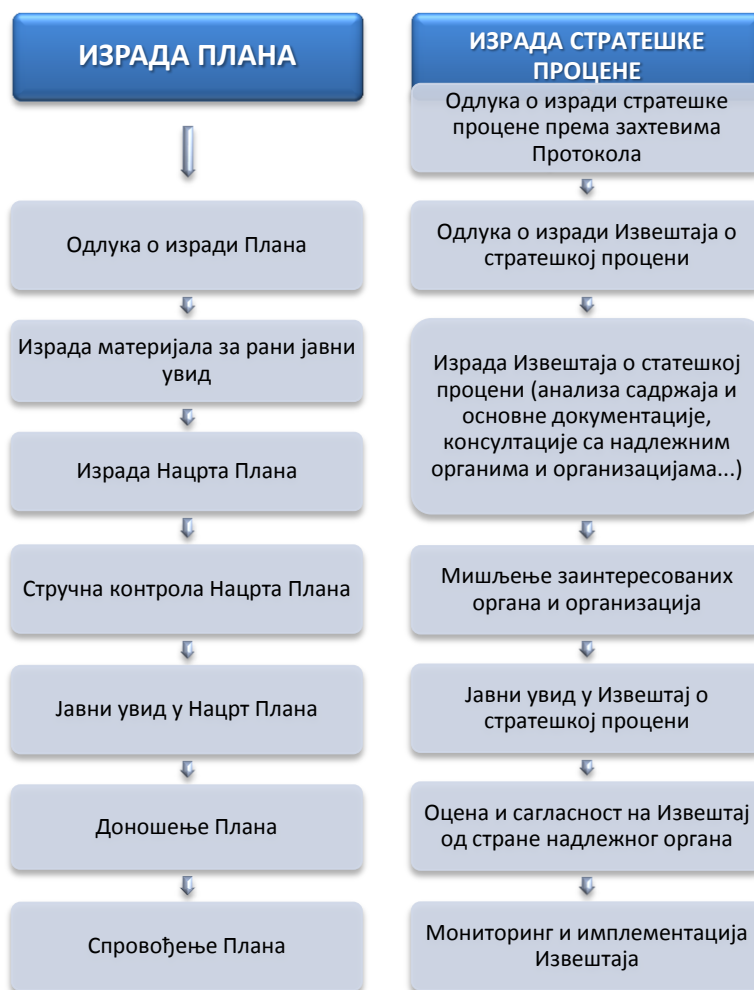 ИЗРАДА ПЛАНА
Одлука о изради Плана
Израда материјала за рани јавни
увид
Израда Нацрта Плана
Стручна контрола Нацрта Плана
Јавни увид у Нацрт Плана
Доношење Плана
Спровођење Плана
ИЗРАДА СТРАТЕШКЕ
ПРОЦЕНЕ
Одлука о изради стратешке
процене према захтевима
Протокола
Одлука о изради Извештаја о
стратешкој процени
Израда Извештаја о статешкој
процени (анализа садржаја и
основне документације,
консултације са надлежним
органима и организацијама...)
Мишљење заинтересованих
органа и организација
Јавни увид у Извештај о
стратешкој процени
Оцена и сагласност на Извештај
од стране надлежног органа
Мониторинг и имплементација
Извештаја